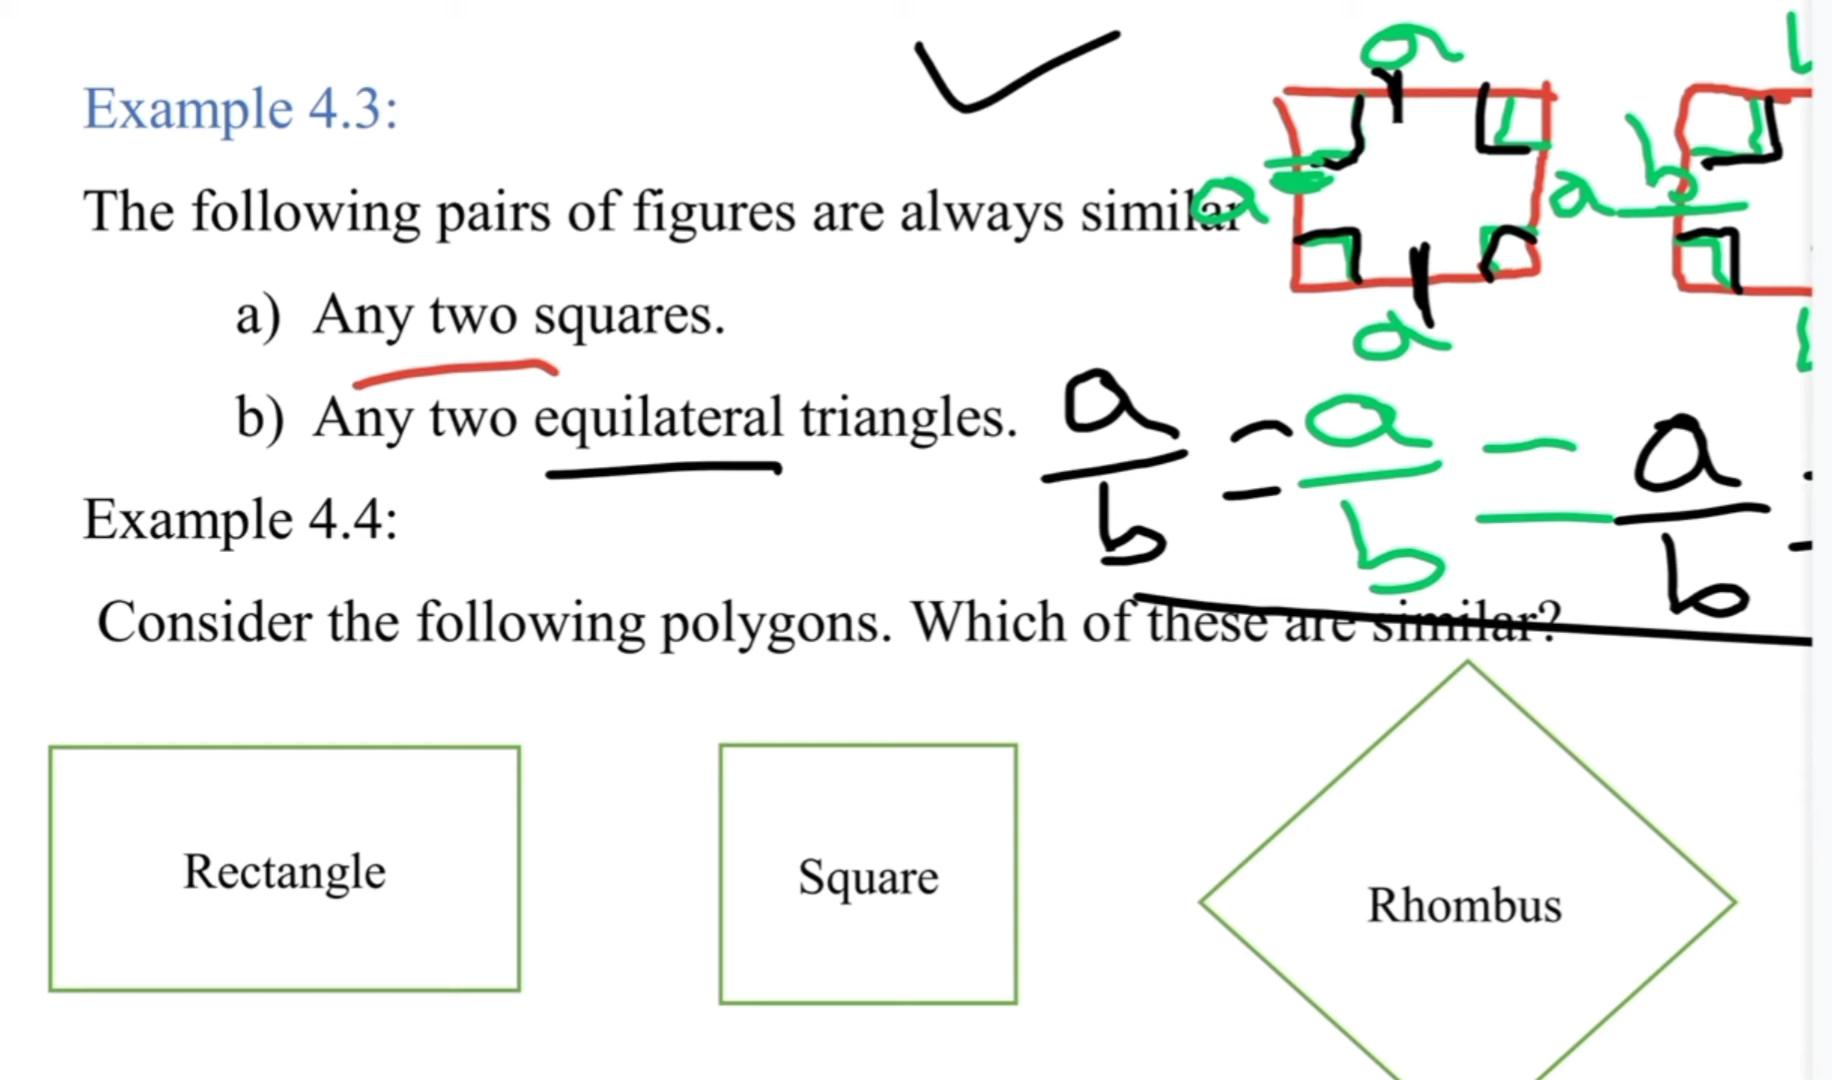 Example 4.3:
The following pairs of figures are always similar
a) Any two squares.
b) Any two equilateral triangles.
Example 4.4:
Consider the following polygons. Which of these are similar?
Rectangle
Square
Rhombus
a
a
a
a
b
b
a/b = a/b = a/b